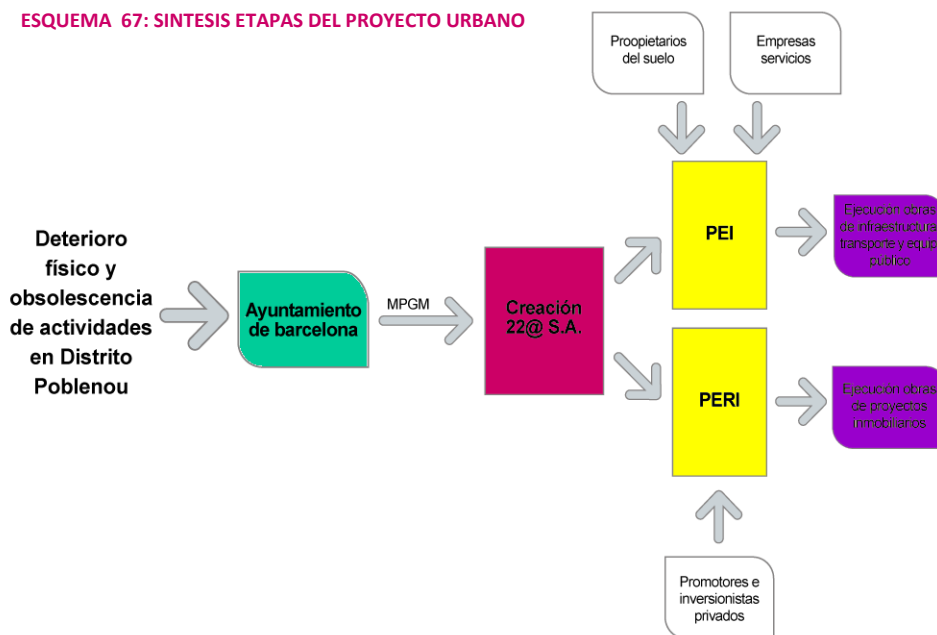 ESQUEMA 67: SINTESIS ETAPAS DEL PROYECTO URBANO
Proopietarios
del suelo
Empresas
servicios
Deterioro
físico y
obsolescencia
de actividades
en Distrito
Poblenou
Ayuntamiento
de barcelona
MPGM
Creación
22@ S.A.
PEI
Ejecución obras
de infraestructura
transporte y equip
publico
PERI
Ejecución obras
de proyectos
inmobiliarios
Promotores e
inversionistas
privados